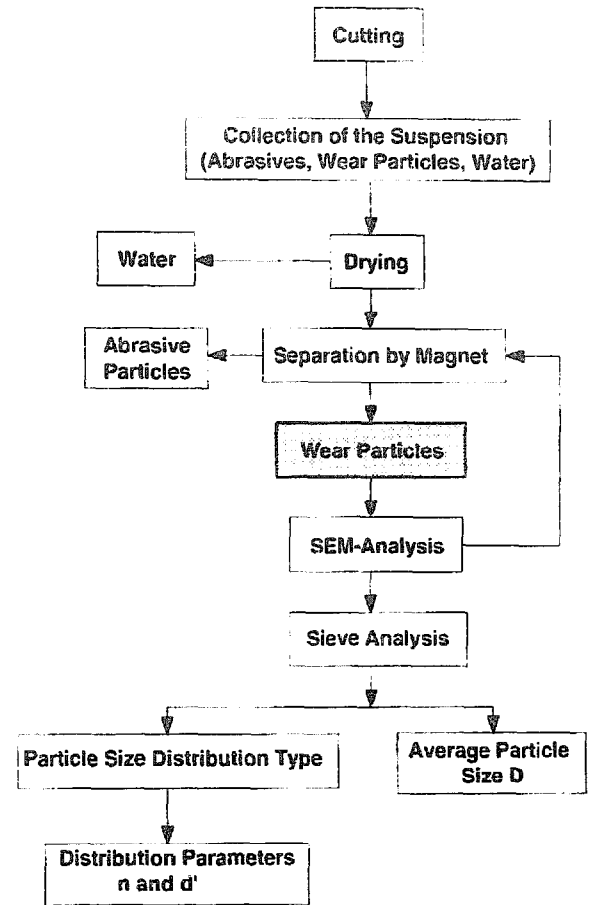 Cutting
Collection of the Suspension
(Abrasives, Wear Particles, Water)
Water
Drying
Abrasive
Particles
Separation by Magnet
Wear Particles
SEM-Analysis
Sieve Analysis
Particle Size Distribution Type
Average Particle
Size D
Distribution Parameters
n and d'